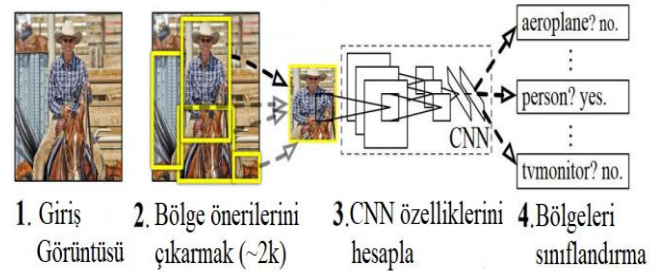 aeroplane? no.
person? yes.
CNN
tvmonitor? no.
1. Giriş
Görüntüsü
2. Bölge önerilerini
çıkarmak (~2k)
3.CNN özelliklerini
hesapla
4.Bölgeleri
sınıflandırma